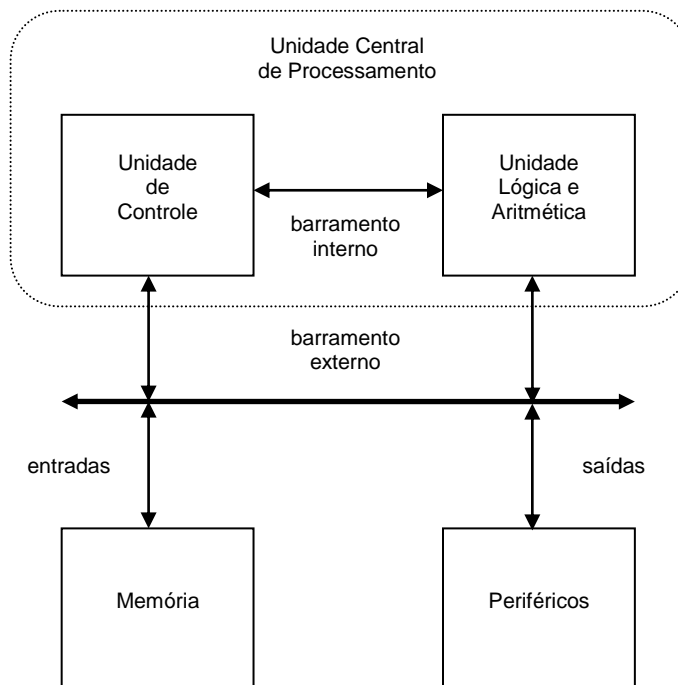 Unidade Central
de Processamento
Unidade
de
Controle
Unidade
Lógica e
Aritmética
barramento
interno
barramento
externo
entradas
saídas
Memória
Periféricos